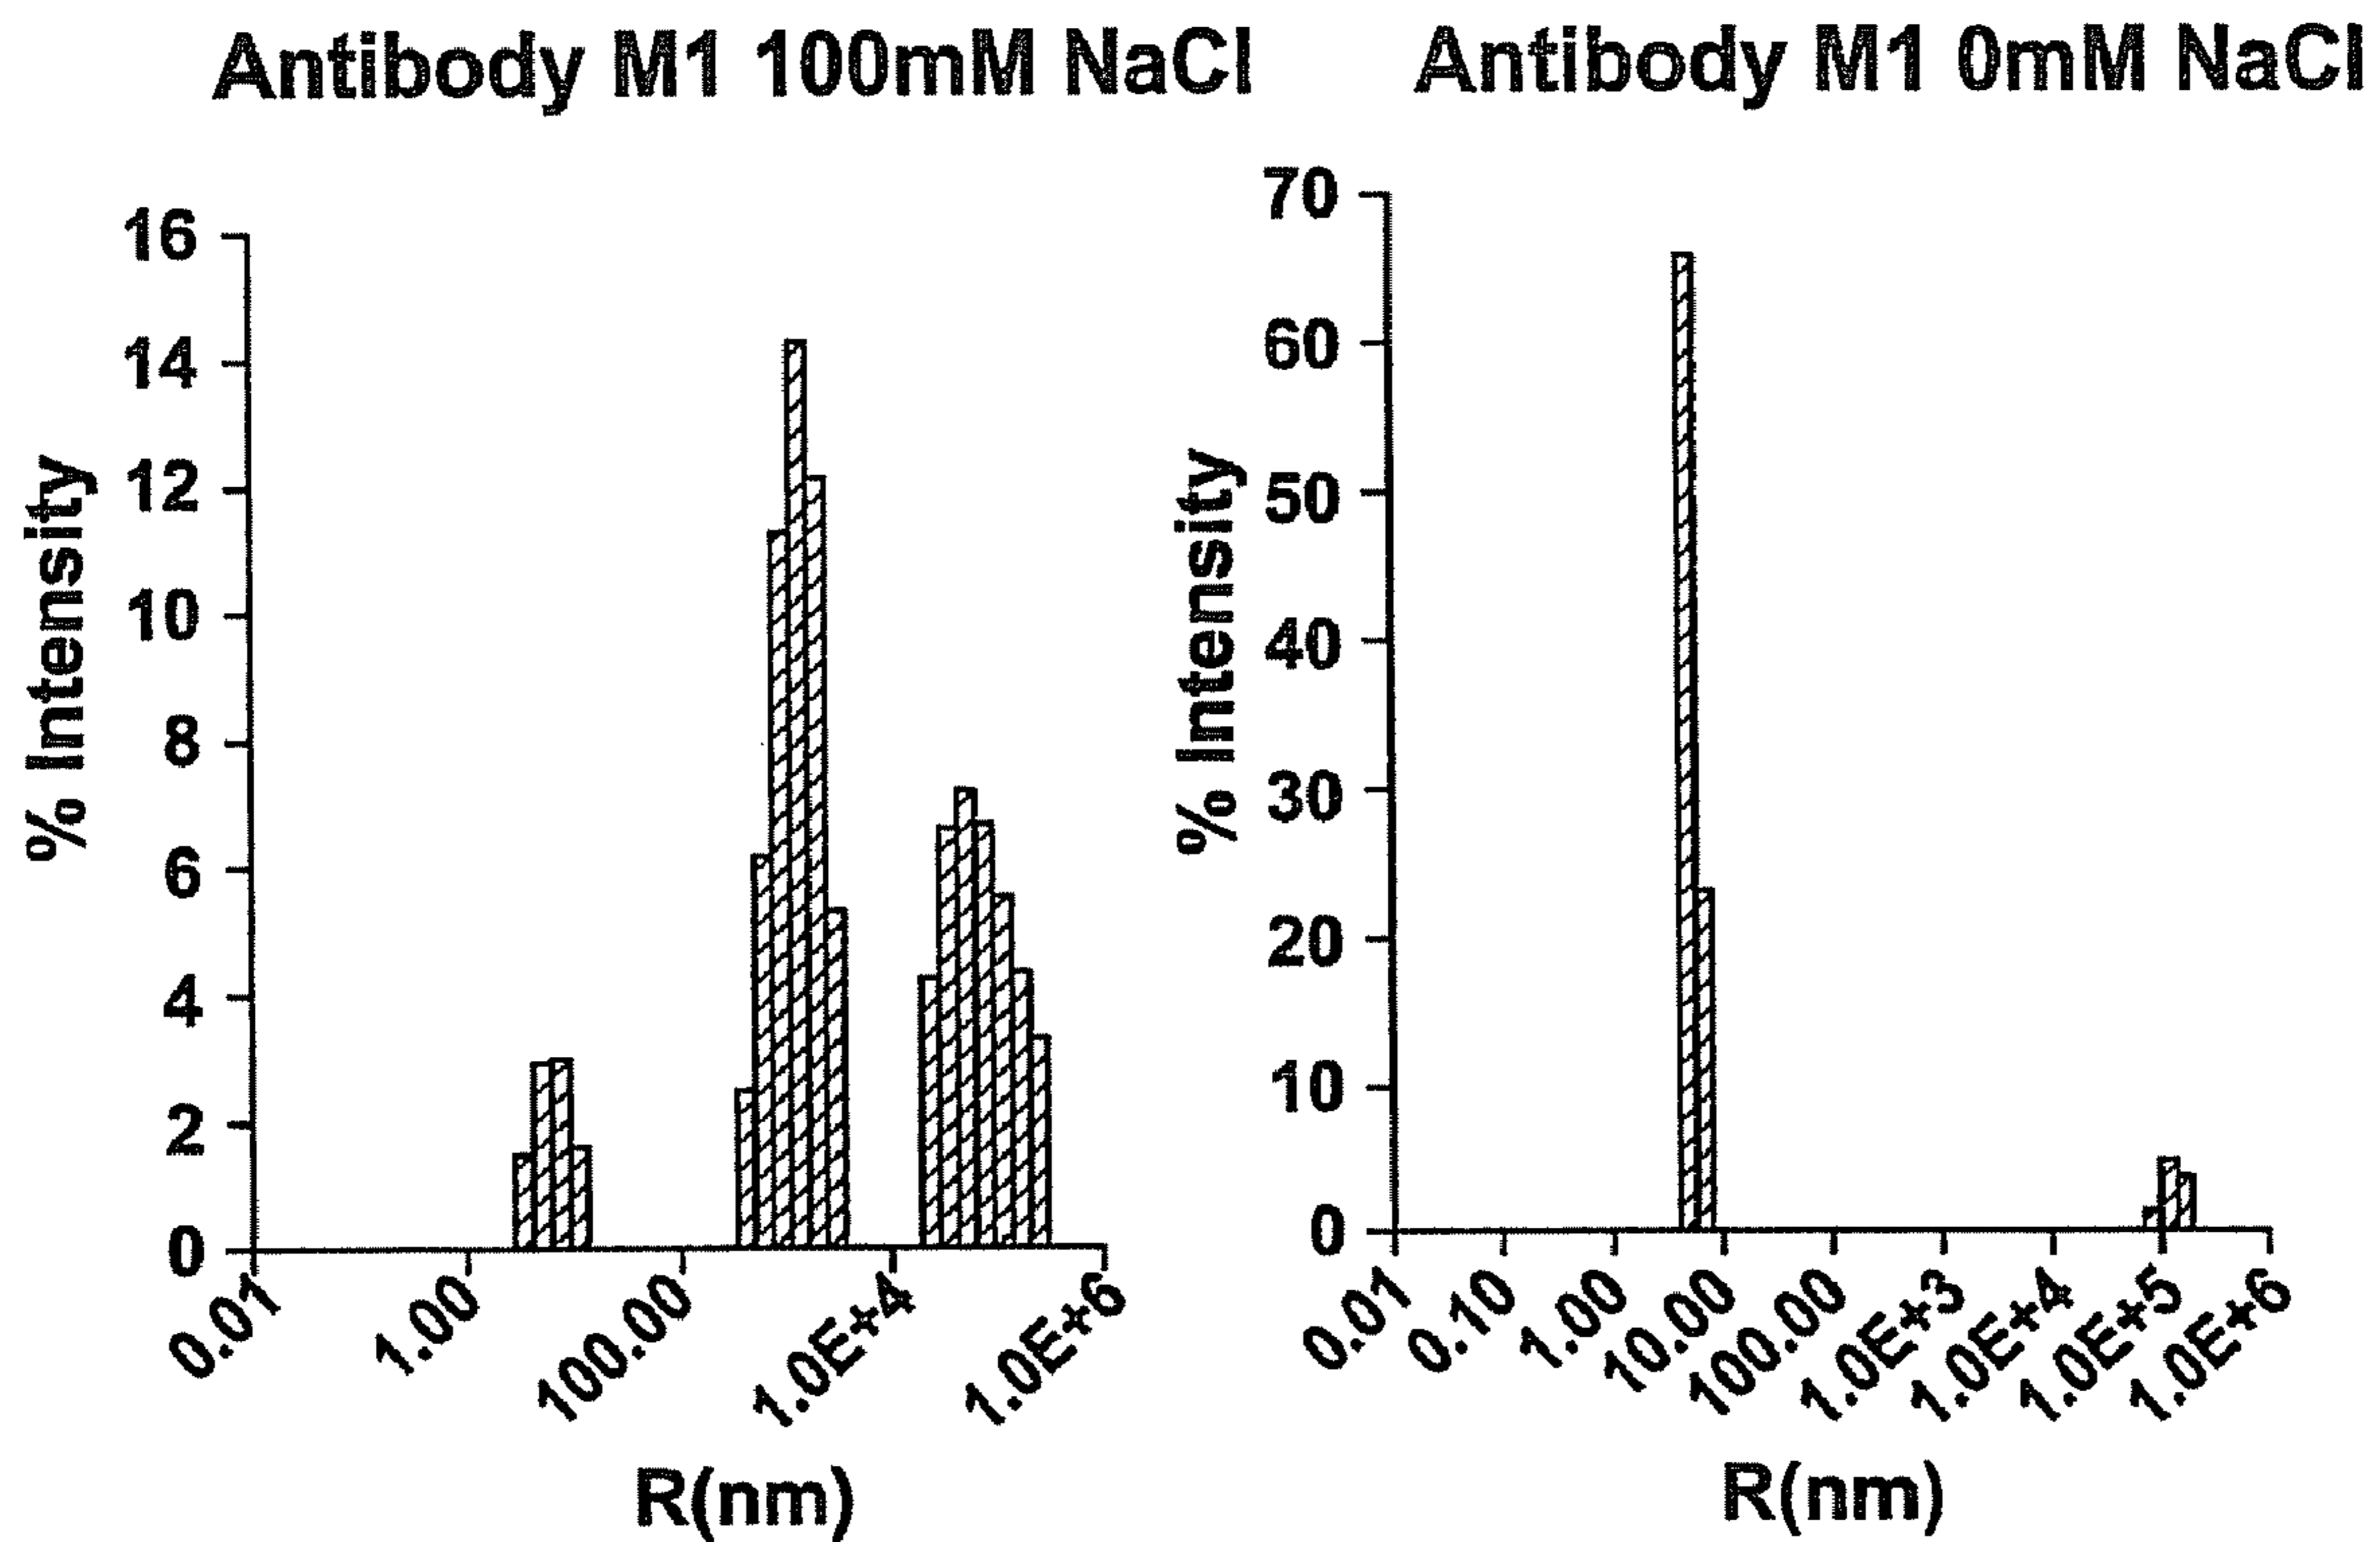 Antibody M1 100mM NaCl
% Intensity
16
14
12
10
8
6
4
2
0
0.01
1.00
100.00
1.0E+4
1.0E+6
R(nm)
Antibody M1 0mM NaCl
% Intensity
70
60
50
40
30
20
10
0
0.01
0.10
1.00
10.00
100.00
1.0E+3
1.0E+4
1.0E+5
1.0E+6
R(nm)